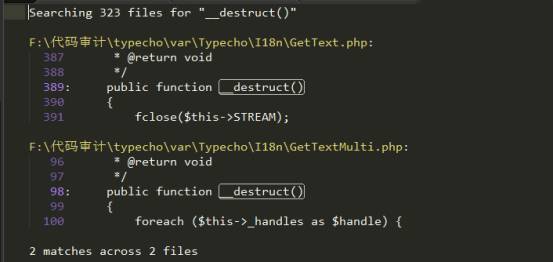 Searching 323 files for "__destruct()"
F:\代码审计\typecho\var\Typecho\I18n\GetText.php:
387 * @return void
388 */
389: public function __destruct()
390 {
391 fclose($this->STREAM);
F:\代码审计\typecho\var\Typecho\I18n\GetTextMulti.php:
96 * @return void
97 */
98: public function __destruct()
99 {
100 foreach ($this->_handles as $handle) {
2 matches across 2 files